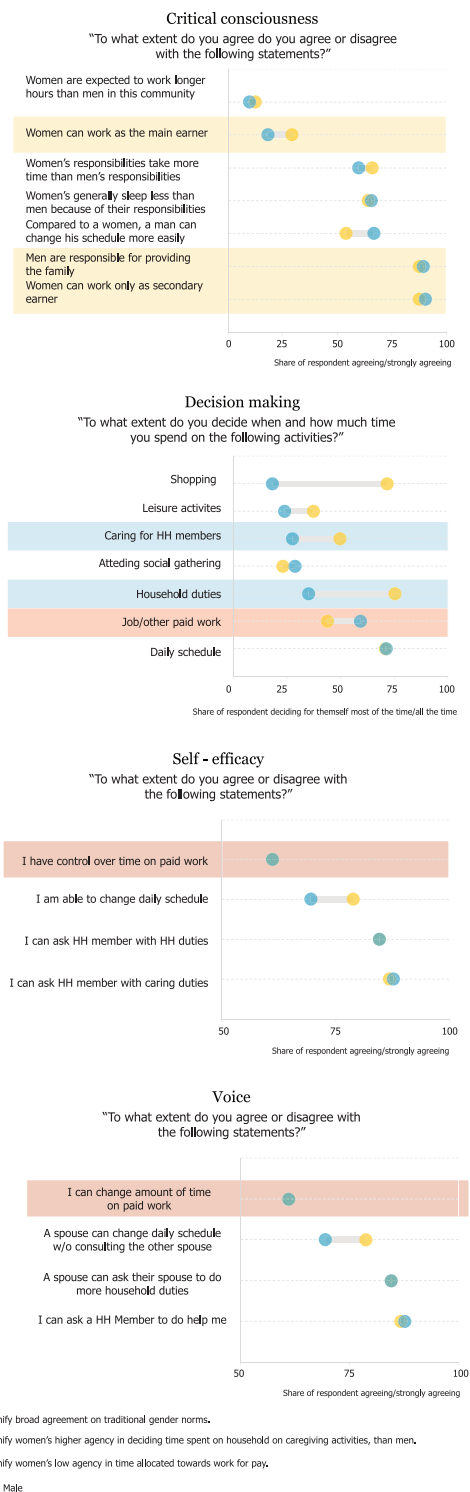 Critical consciousness
“To what extent do you agree do you agree or disagree
with the following statements?”
Women are expected to work longer
hours than men in this community
Women can work as the main earner
Women's responsibilities take more
time than men's responsibilities
Women's generally sleep less than
men because of their responsibilities
Compared to a women, a man can
change his schedule more easily
Men are responsible for providing
the family
Women can work only as secondary
earner
0 25 50 75 100
Share of respondent agreeing/strongly agreeing
Decision making
“To what extent do you decide when and how much time
you spend on the following activities?”
Shopping
Leisure activites
Caring for HH members
Atteding social gathering
Household duties
Job/other paid work
Daily schedule
0 25 50 75 100
Share of respondent deciding for themself most of the time/all the time
Self - efficacy
“To what extent do you agree or disagree with
the following statements?”
I have control over time on paid work
I am able to change daily schedule
I can ask HH member with HH duties
I can ask HH member with caring duties
50 75 100
Share of respondent agreeing/strongly agreeing
Voice
“To what extent do you agree or disagree with
the following statements?”
I can change amount of time
on paid work
A spouse can change daily schedule
w/o consulting the other spouse
A spouse can ask their spouse to do
more household duties
I can ask a HH Member to do help me
50 75 100
Share of respondent agreeing/strongly agreeing
nify broad agreement on traditional gender norms.
nify women's higher agency in deciding time spent on household on caregiving activities, than men.
nify women's low agency in time allocated towards work for pay.
Male